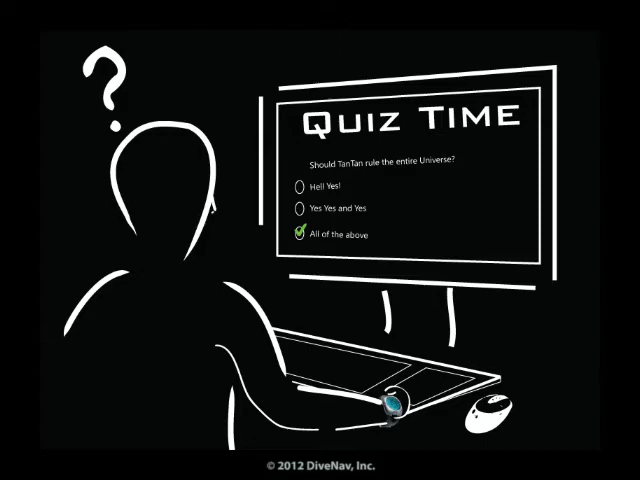 ?
Quiz Time
Should TanTan rule the entire Universe?
Hell Yes!
Yes Yes and Yes
All of the above
© 2012 DiveNav, Inc.